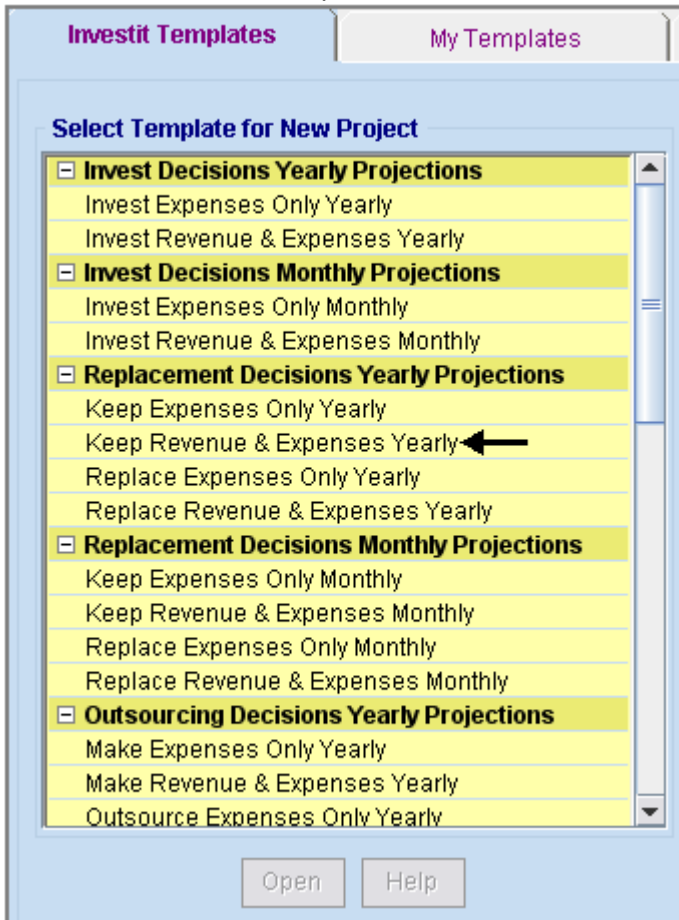 Investit Templates
My Templates
Select Template for New Project
Invest Decisions Yearly Projections
Invest Expenses Only Yearly
Invest Revenue & Expenses Yearly
Invest Decisions Monthly Projections
Invest Expenses Only Monthly
Invest Revenue & Expenses Monthly
Replacement Decisions Yearly Projections
Keep Expenses Only Yearly
Keep Revenue & Expenses Yearly
Replace Expenses Only Yearly
Replace Revenue & Expenses Yearly
Replacement Decisions Monthly Projections
Keep Expenses Only Monthly
Keep Revenue & Expenses Monthly
Replace Expenses Only Monthly
Replace Revenue & Expenses Monthly
Outsourcing Decisions Yearly Projections
Make Expenses Only Yearly
Make Revenue & Expenses Yearly
Outsource Expenses Only Yearly
Open
Help